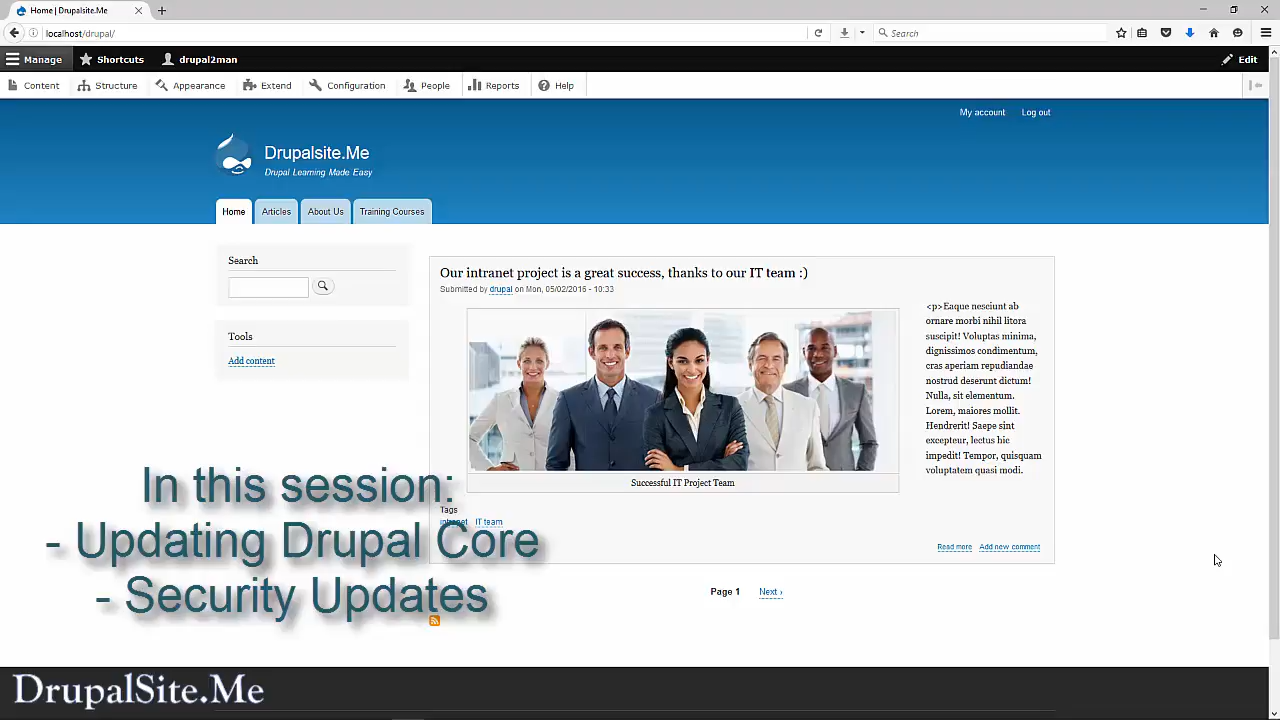 Home | Drupalsite.Me
localhost/drupal/
Search
Manage
Shortcuts
drupal2man
Edit
Content
Structure
Appearance
Extend
Configuration
People
Reports
Help
My account
Log out
Drupalsite.Me
Drupal Learning Made Easy
Home
Articles
About Us
Training Courses
Search
Tools
Add content
Our intranet project is a great success, thanks to our IT team :)
Submitted by drupal on Mon, 05/02/2016 - 10:33
Successful IT Project Team
<p>Eaque nesciunt ab
ornare morbi nihil litora
suscipit! Voluptas minima,
dignissimos condimentum,
cras aperiam repudiandae
nostrud deserunt dictum!
Nulla, sit elementum.
Lorem, maiores mollit.
Hendrerit! Saepe sint
excepteur, lectus hic
impedit! Tempor, quisquam
voluptatem quasi modi.
Tags
intranet IT team
Read more
Add new comment
Page 1
Next ›
In this session:
- Updating Drupal Core
- Security Updates
DrupalSite.Me